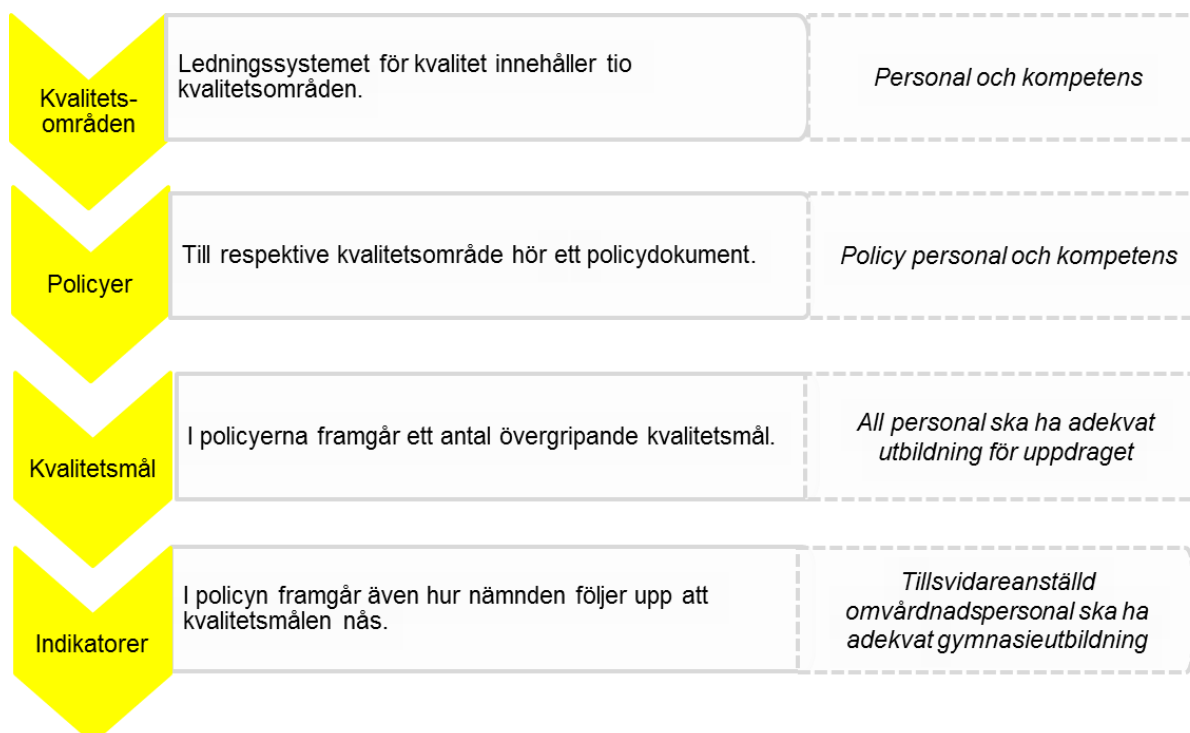 Kvalitets-
områden
Ledningssystemet för kvalitet innehåller tio
kvalitetsområden.
Personal och kompetens
Policyer
Till respektive kvalitetsområde hör ett policydokument.
Policy personal och kompetens
Kvalitetsmål
I policyerna framgår ett antal övergripande kvalitetsmål.
All personal ska ha adekvat
utbildning för uppdraget
Indikatorer
I policyn framgår även hur nämnden följer upp att
kvalitetsmålen nås.
Tillsvidareanställd
omvårdnadspersonal ska ha
adekvat gymnasieutbildning